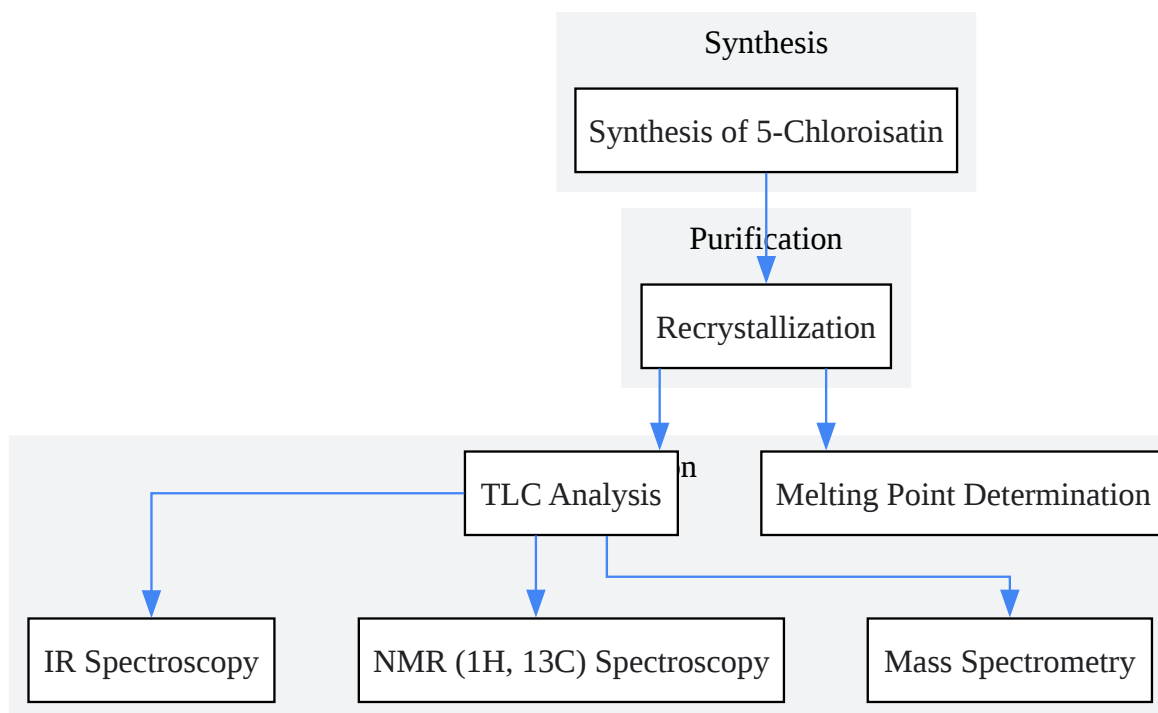 Synthesis
Synthesis of 5-Chloroisatin
Purification
Recrystallization
TLC Analysis
Melting Point Determination
IR Spectroscopy
NMR (1H, 13C) Spectroscopy
Mass Spectrometry